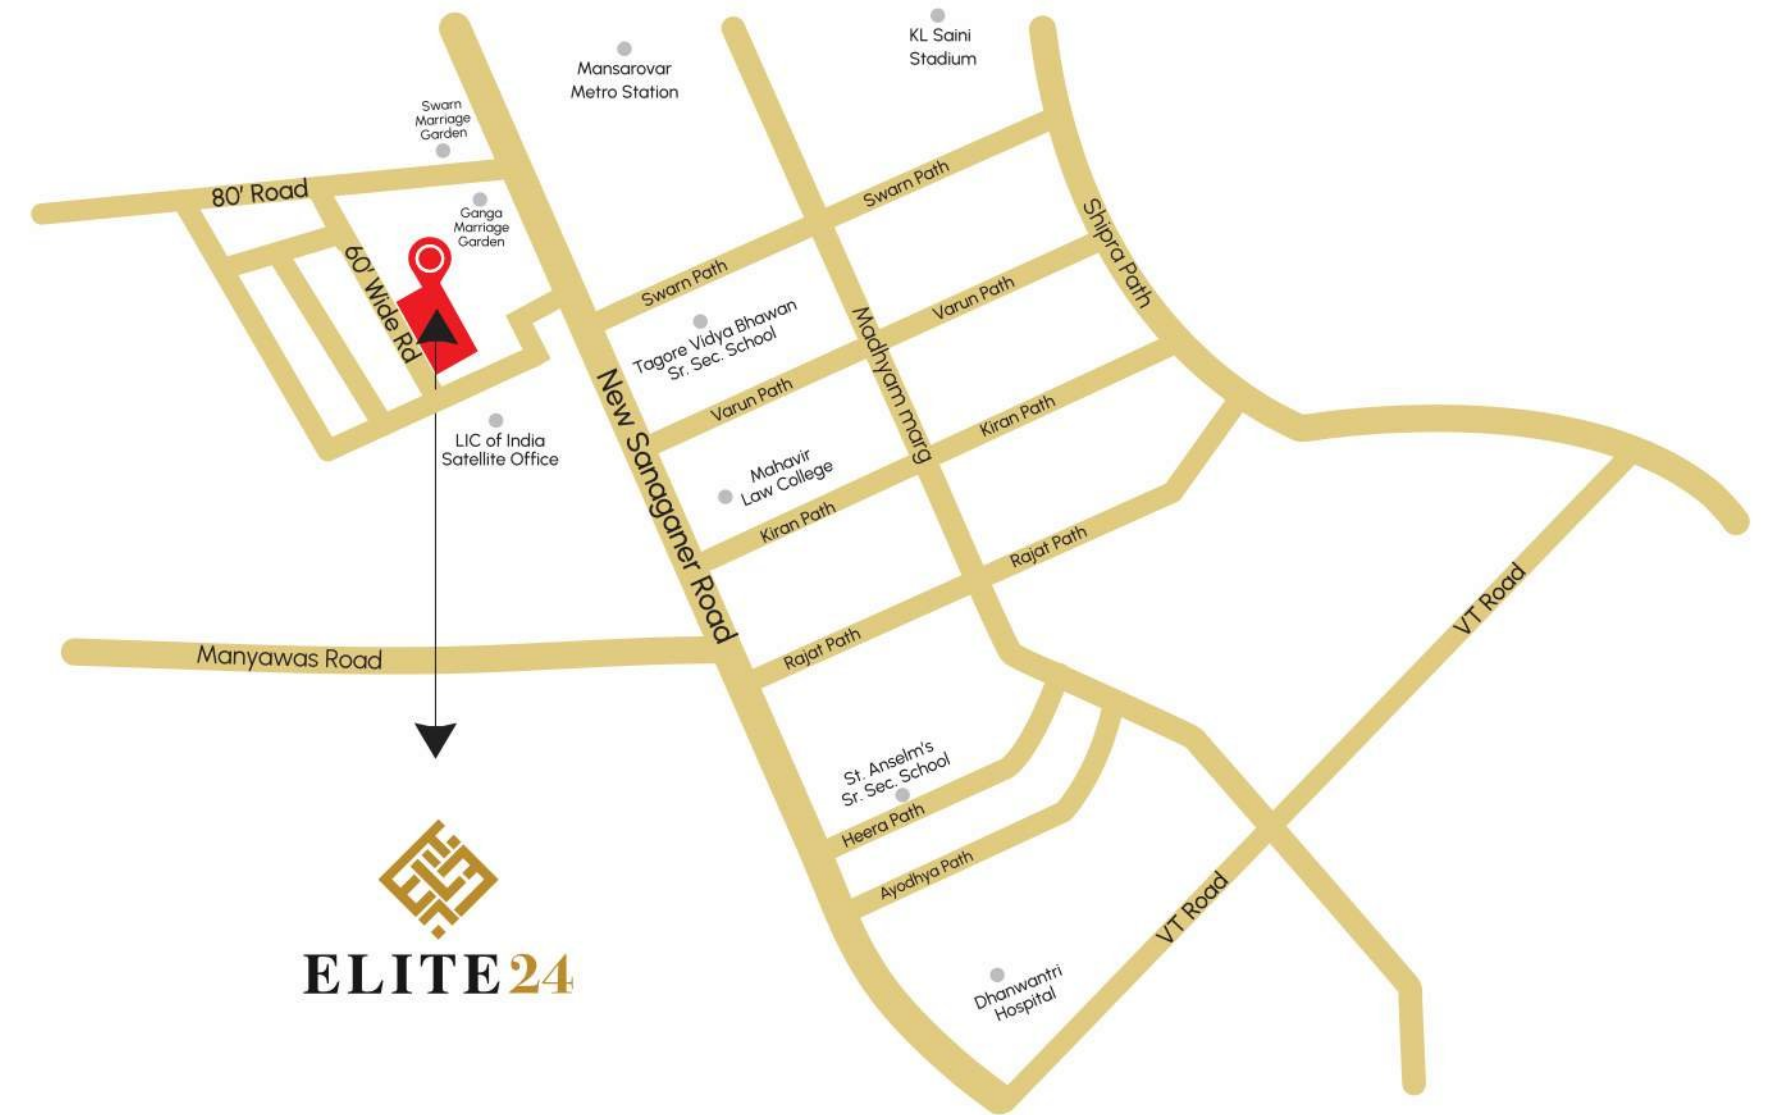 KL Saini
Stadium
Mansarovar
Metro Station
Swarn
Marriage
Garden
80' Road
Ganga
Marriage
Garden
60' Wide Rd
Swarn Path
Swarn Path
Shipra Path
Tagore Vidya Bhawan
Sr. Sec. School
Varun Path
Varun Path
Madhyam marg
New Sanaganer Road
LIC of India
Satellite Office
Mahavir
Law College
Kiran Path
Kiran Path
Rajat Path
Rajat Path
VT Road
Manyawas Road
St. Anselm's
Sr. Sec. School
Heera Path
Ayodhya Path
VT Road
Dhanwantri
Hospital
ELITE24